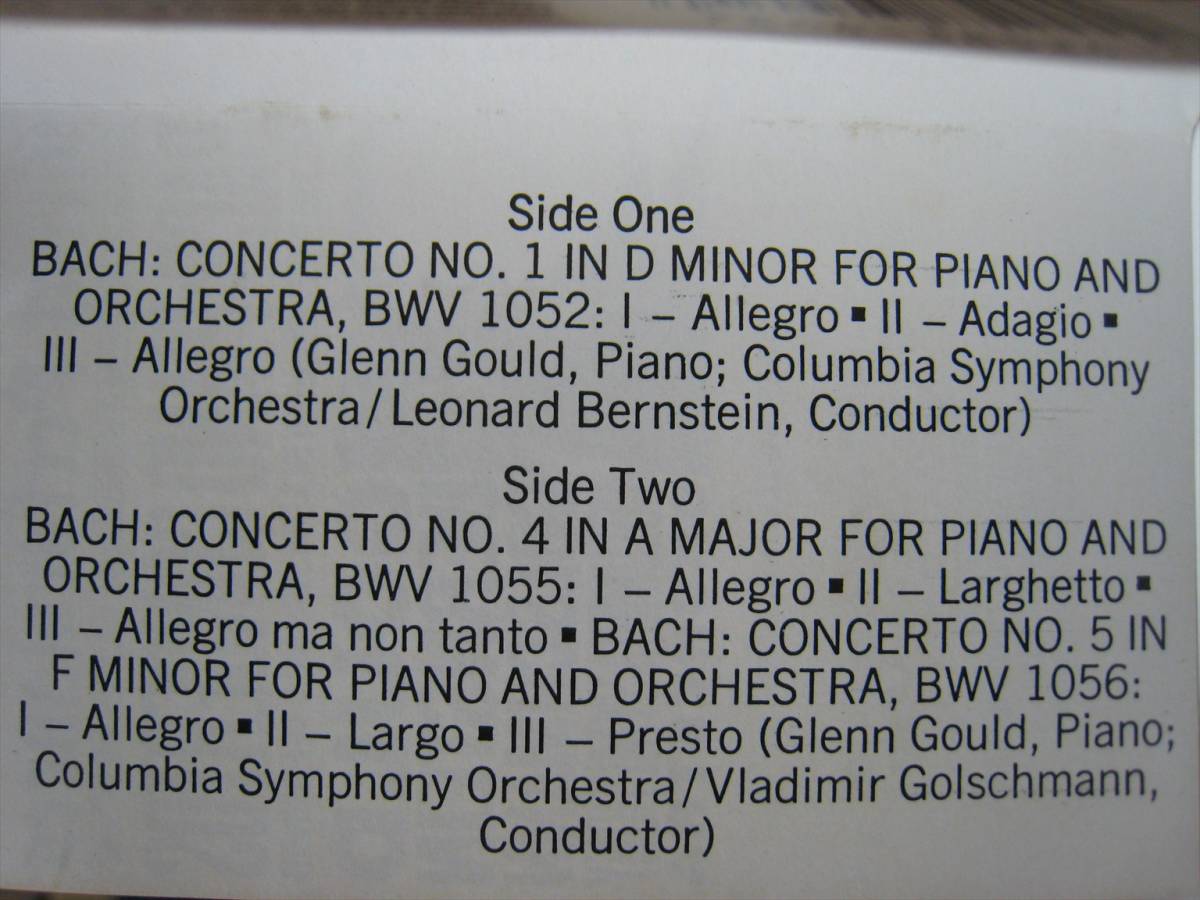 Side One
BACH: CONCERTO NO. 1 IN D MINOR FOR PIANO AND
ORCHESTRA, BWV 1052: I – Allegro ▪ II – Adagio ▪
III – Allegro (Glenn Gould, Piano; Columbia Symphony
Orchestra/Leonard Bernstein, Conductor)
Side Two
BACH: CONCERTO NO. 4 IN A MAJOR FOR PIANO AND
ORCHESTRA, BWV 1055: I – Allegro ▪ II – Larghetto ▪
III – Allegro ma non tanto ▪ BACH: CONCERTO NO. 5 IN
F MINOR FOR PIANO AND ORCHESTRA, BWV 1056:
I – Allegro ▪ II – Largo ▪ III – Presto (Glenn Gould, Piano;
Columbia Symphony Orchestra/Vladimir Golschmann,
Conductor)